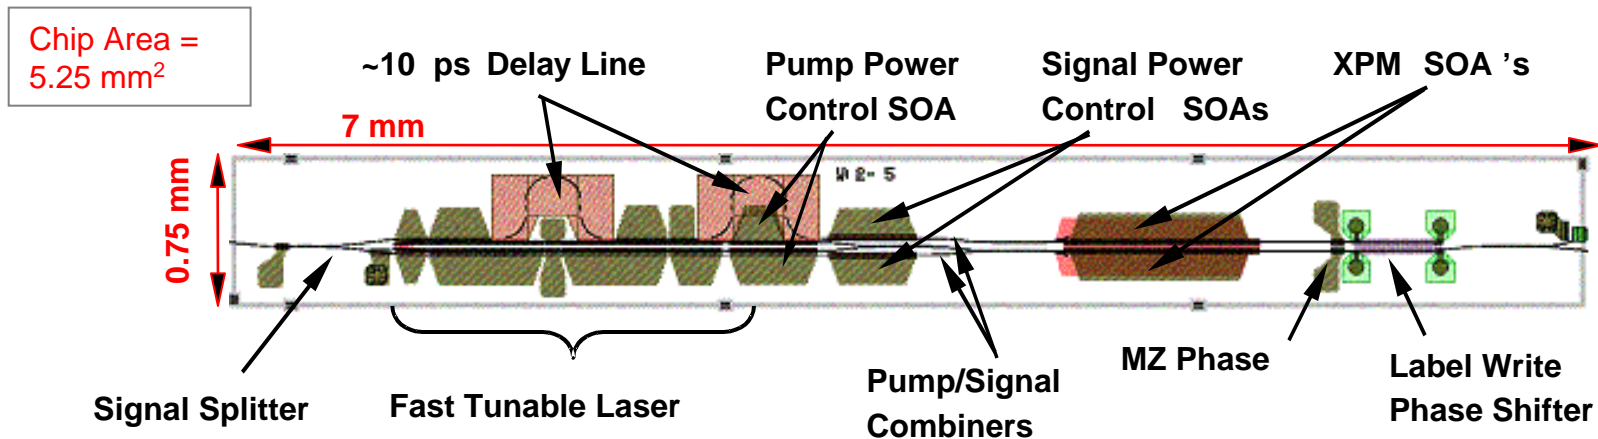 Chip Area =
5.25 mm²
~10 ps Delay Line
Pump Power
Control SOA
Signal Power
Control SOAs
XPM SOA 's
7 mm
0.75 mm
W 2- 5
Signal Splitter
Fast Tunable Laser
Pump/Signal
Combiners
MZ Phase
Label Write
Phase Shifter